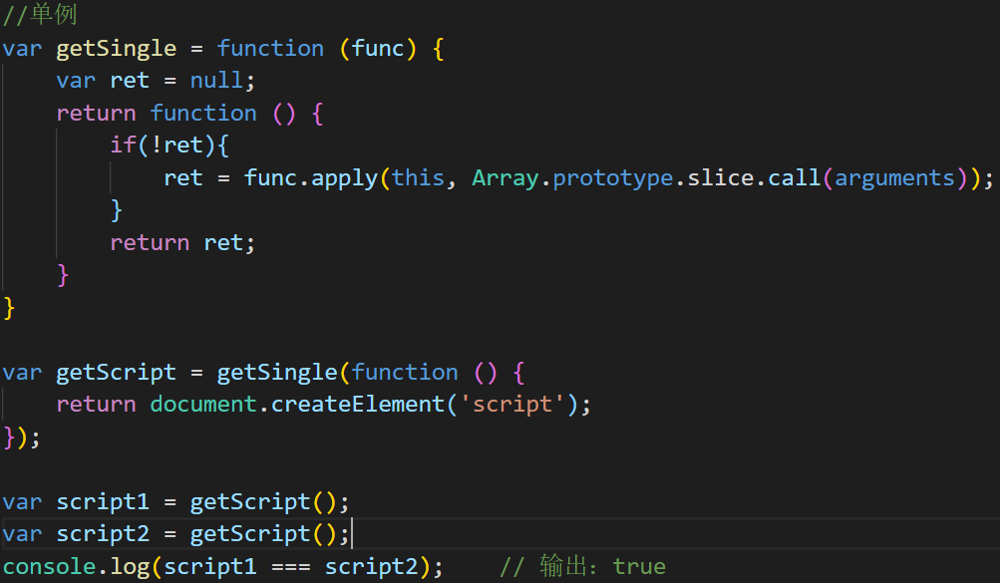 //单例
var getSingle = function (func) {
    var ret = null;
    return function () {
        if(!ret){
            ret = func.apply(this, Array.prototype.slice.call(arguments));
        }
        return ret;
    }
}

var getScript = getSingle(function () {
    return document.createElement('script');
});

var script1 = getScript();
var script2 = getScript();
console.log(script1 === script2);    // 输出：true